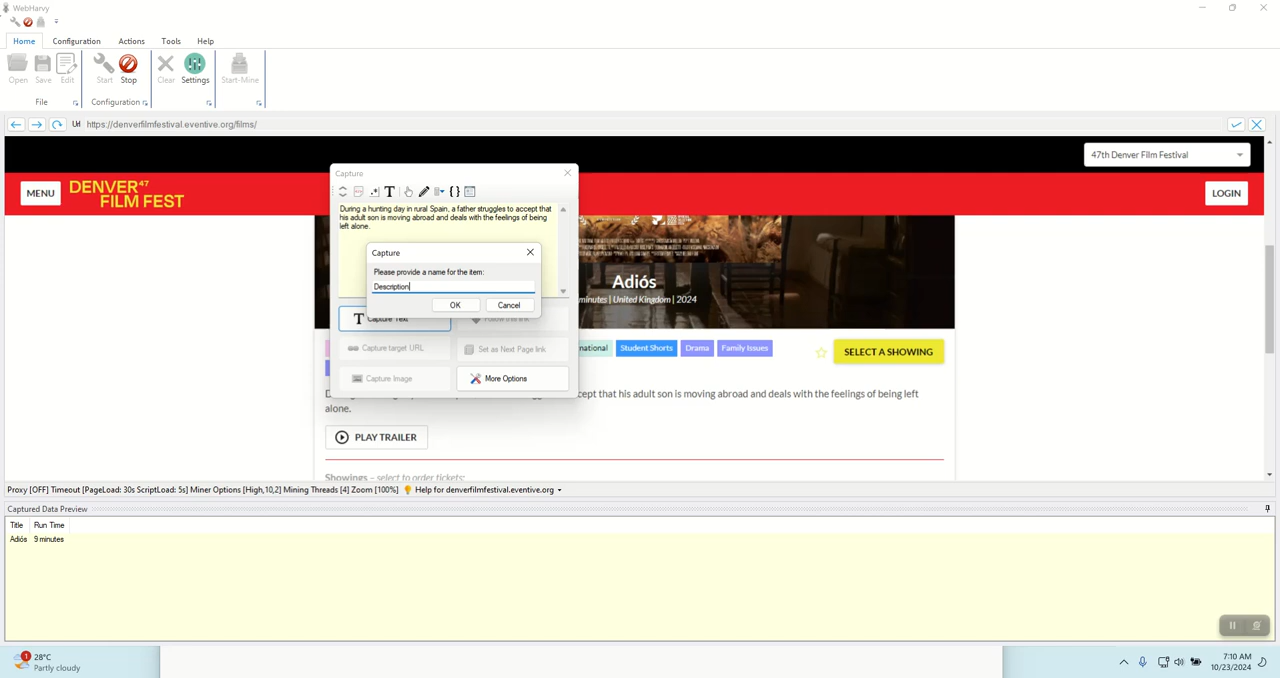 WebHarvy
Home Configuration Actions Tools Help
Open Save Edit Start Stop Clear Settings Start-Mine
File Configuration
Url https://denverfilmfestival.eventive.org/films/
47th Denver Film Festival
MENU DENVER 47
FILM FEST
LOGIN
Capture
During a hunting day in rural Spain, a father struggles to accept that
his adult son is moving abroad and deals with the feelings of being
left alone.
Capture
Please provide a name for the item:
Description
OK Cancel
Capture Text Follow this link
Capture target URL Set as Next Page link
Capture Image More Options
Adiós
minutes | United Kingdom | 2024
national Student Shorts Drama Family Issues
SELECT A SHOWING
ept that his adult son is moving abroad and deals with the feelings of being left
alone.
PLAY TRAILER
Showings – select to order tickets:
Proxy [OFF] Timeout [PageLoad: 30s ScriptLoad: 5s] Miner Options [High,10,2] Mining Threads [4] Zoom [100%] Help for denverfilmfestival.eventive.org
Captured Data Preview
Title Run Time
Adiós 9 minutes
1 28°C
Partly cloudy
7:10 AM
10/23/2024